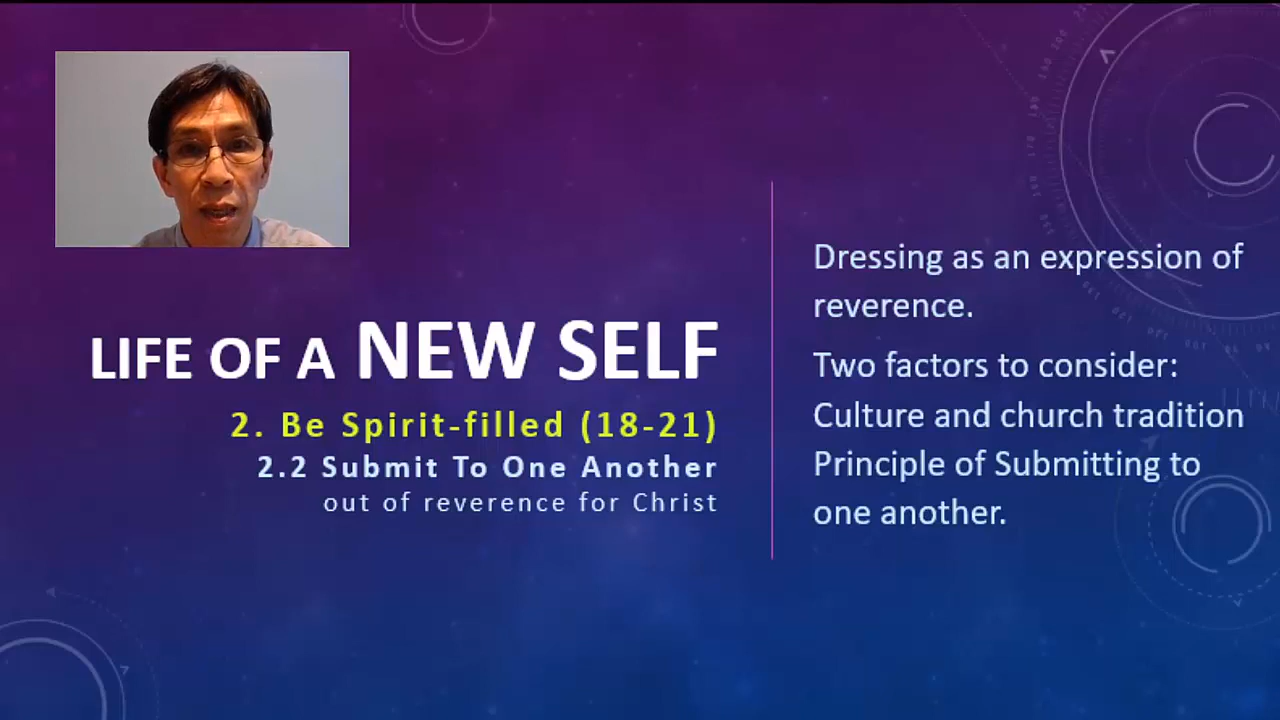 LIFE OF A NEW SELF
2. Be Spirit-filled (18-21)
2.2 Submit To One Another
out of reverence for Christ
Dressing as an expression of
reverence.
Two factors to consider:
Culture and church tradition
Principle of Submitting to
one another.